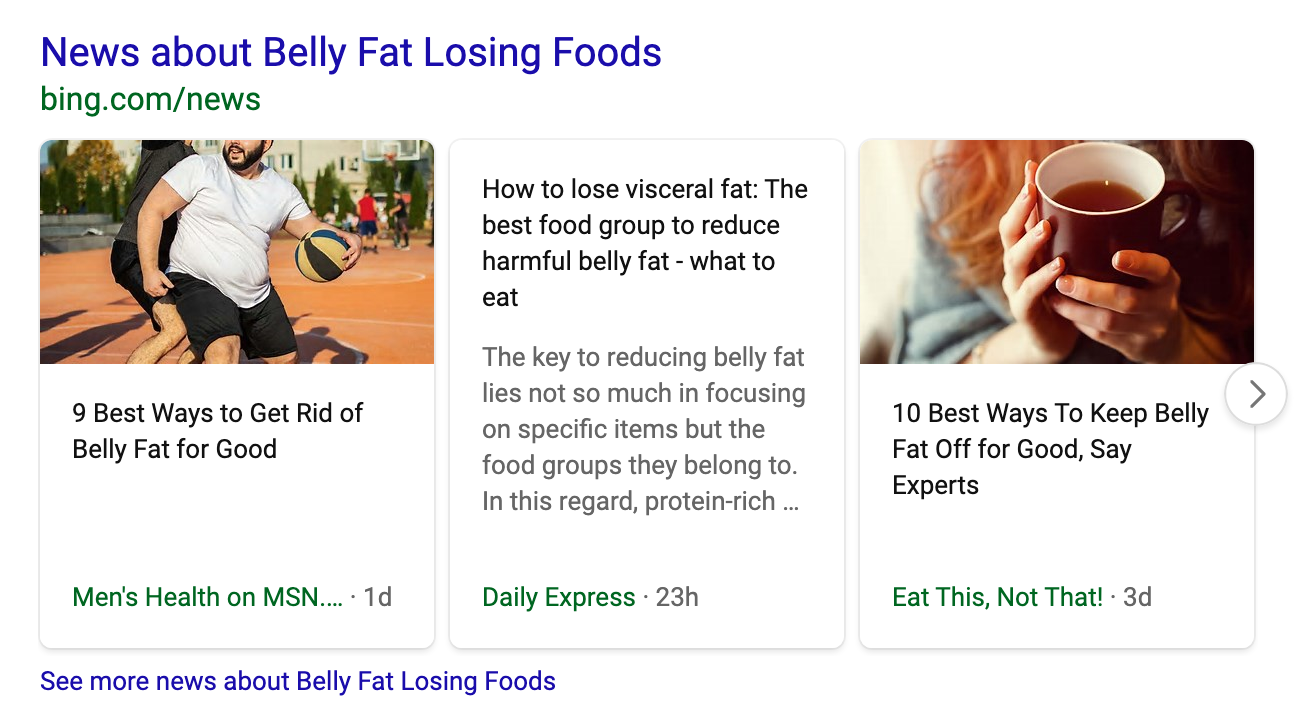 News about Belly Fat Losing Foods
bing.com/news
9 Best Ways to Get Rid of
Belly Fat for Good
Men's Health on MSN.... · 1d
How to lose visceral fat: The
best food group to reduce
harmful belly fat - what to
eat
The key to reducing belly fat
lies not so much in focusing
on specific items but the
food groups they belong to.
In this regard, protein-rich ...
Daily Express · 23h
10 Best Ways To Keep Belly
Fat Off for Good, Say
Experts
Eat This, Not That! · 3d
See more news about Belly Fat Losing Foods